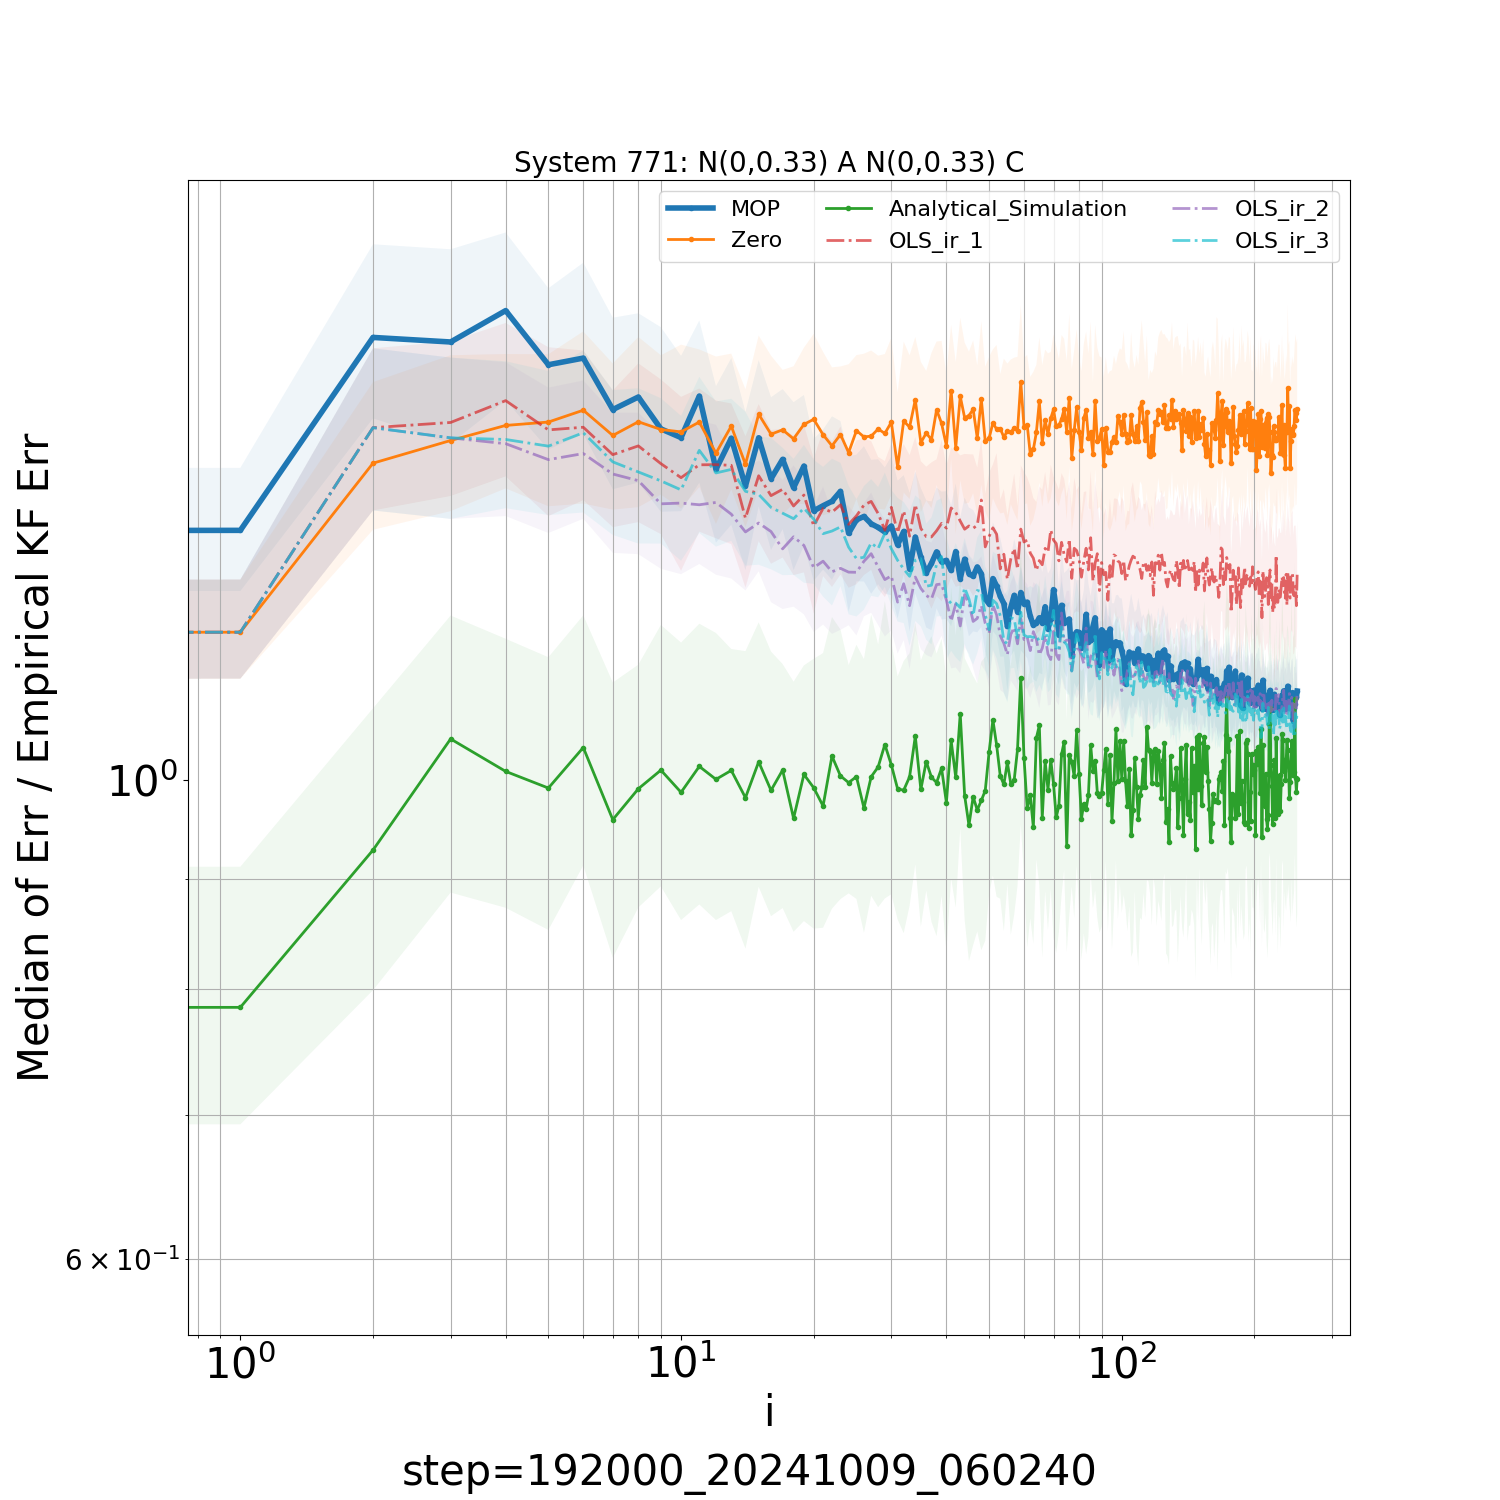 System 771: N(0,0.33) A N(0,0.33) C
MOP
Zero
Analytical_Simulation
OLS_ir_1
OLS_ir_2
OLS_ir_3
Median of Err / Empirical KF Err
10⁰
6 × 10⁻¹
10⁰ 10¹ 10²
i
step=192000_20241009_060240